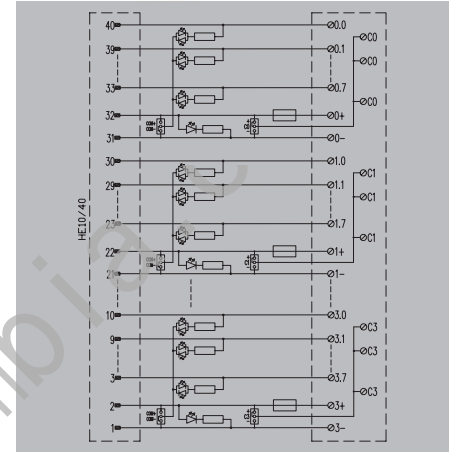 40 0.0
C0
39 0.1
C0
33 0.7
C0
32 0+
31 0-
30 1.0
C1
29 1.1
C1
23 1.7
C1
22 1+
21 1-
HE10/40
10 3.0
C3
9 3.1
C3
3 3.7
C3
2 3+
1 3-